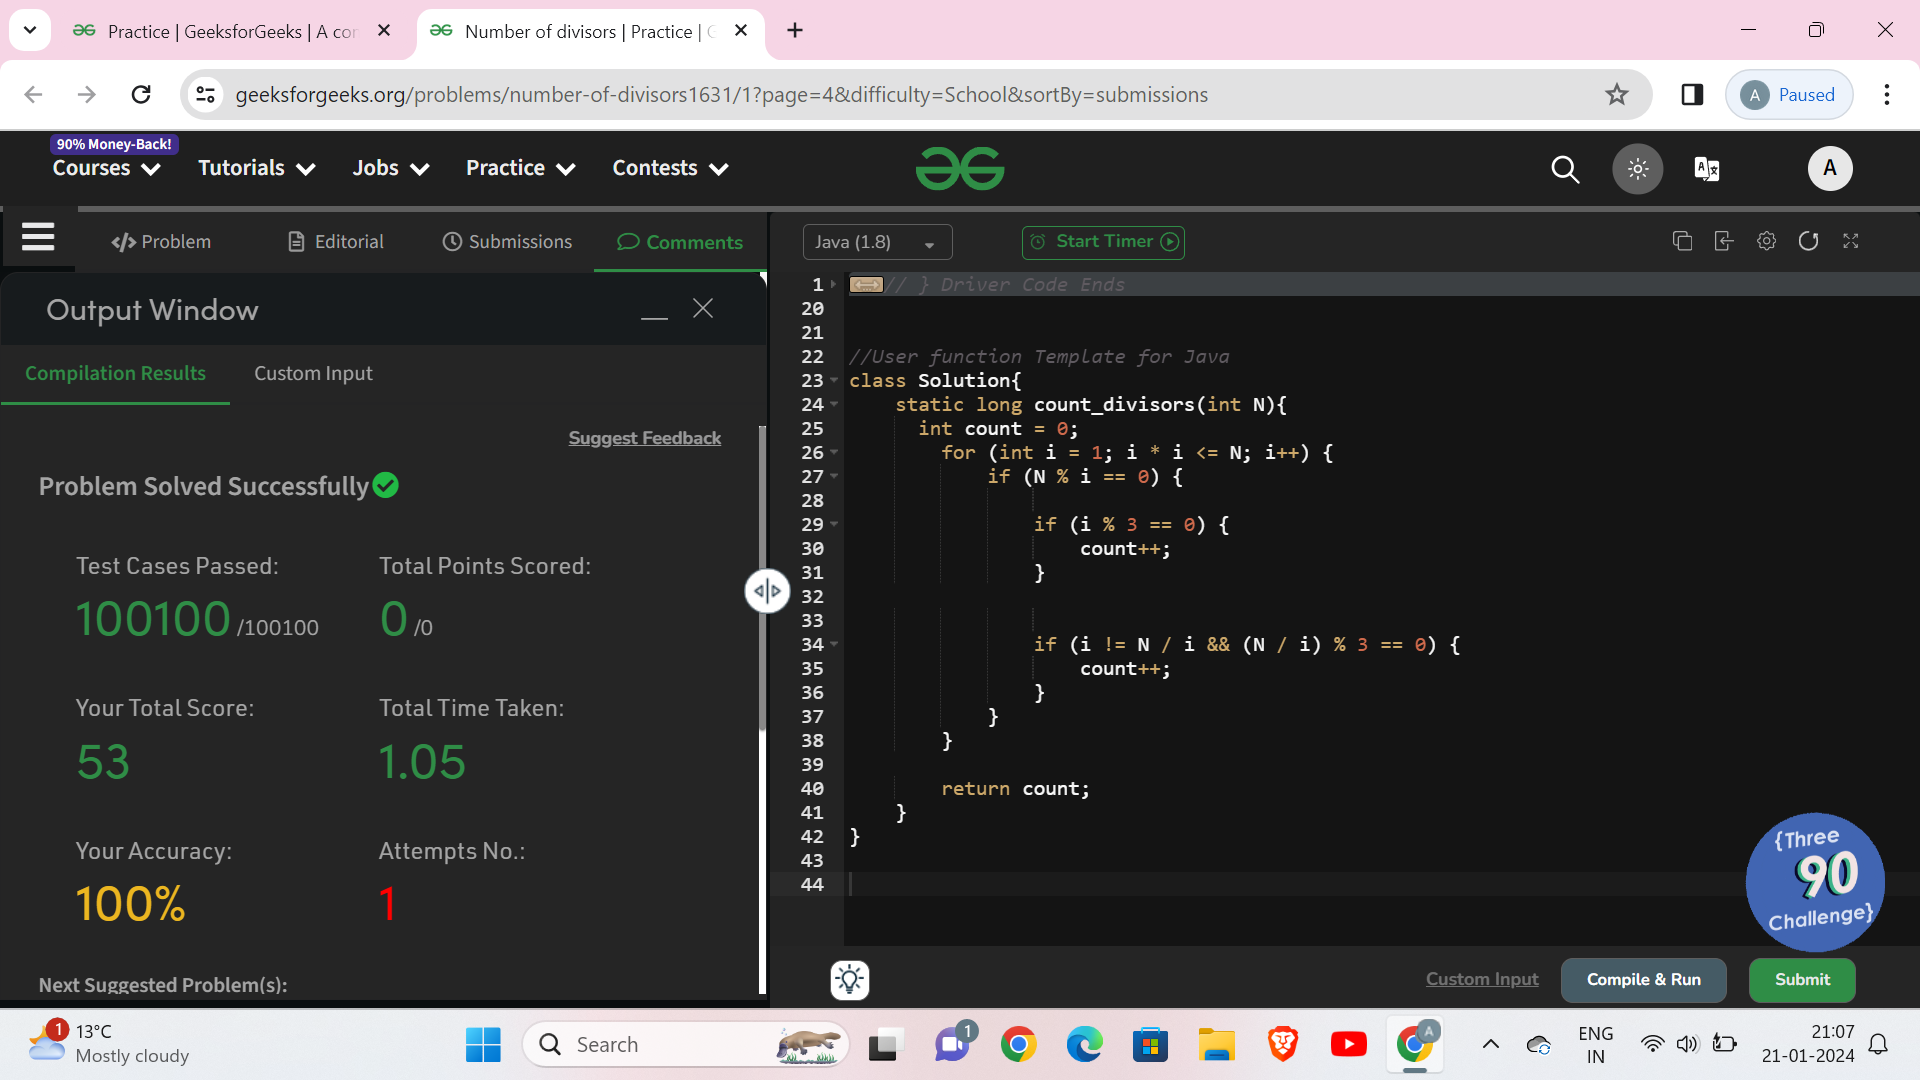 Practice | GeeksforGeeks | A co
Number of divisors | Practice |
geeksforgeeks.org/problems/number-of-divisors1631/1?page=4&difficulty=School&sortBy=submissions
A Paused
90% Money-Back!
Courses Tutorials Jobs Practice Contests
A
Problem Editorial Submissions Comments
Java (1.8) Start Timer
Output Window
Compilation Results Custom Input
Suggest Feedback
Problem Solved Successfully
Test Cases Passed: Total Points Scored:
100100 /100100 0 /0
Your Total Score: Total Time Taken:
53 1.05
Your Accuracy: Attempts No.:
100% 1
Next Suggested Problem(s):
1 // } Driver Code Ends
20
21
22 //User function Template for Java
23 class Solution{
24 static long count_divisors(int N){
25 int count = 0;
26 for (int i = 1; i * i <= N; i++) {
27 if (N % i == 0) {
28
29 if (i % 3 == 0) {
30 count++;
31 }
32
33
34 if (i != N / i && (N / i) % 3 == 0) {
35 count++;
36 }
37 }
38 }
39
40 return count;
41 }
42 }
43
44
{Three
90
Challenge}
Custom Input Compile & Run Submit
1 13°C
Mostly cloudy
Search
1
A
ENG
IN
21:07
21-01-2024